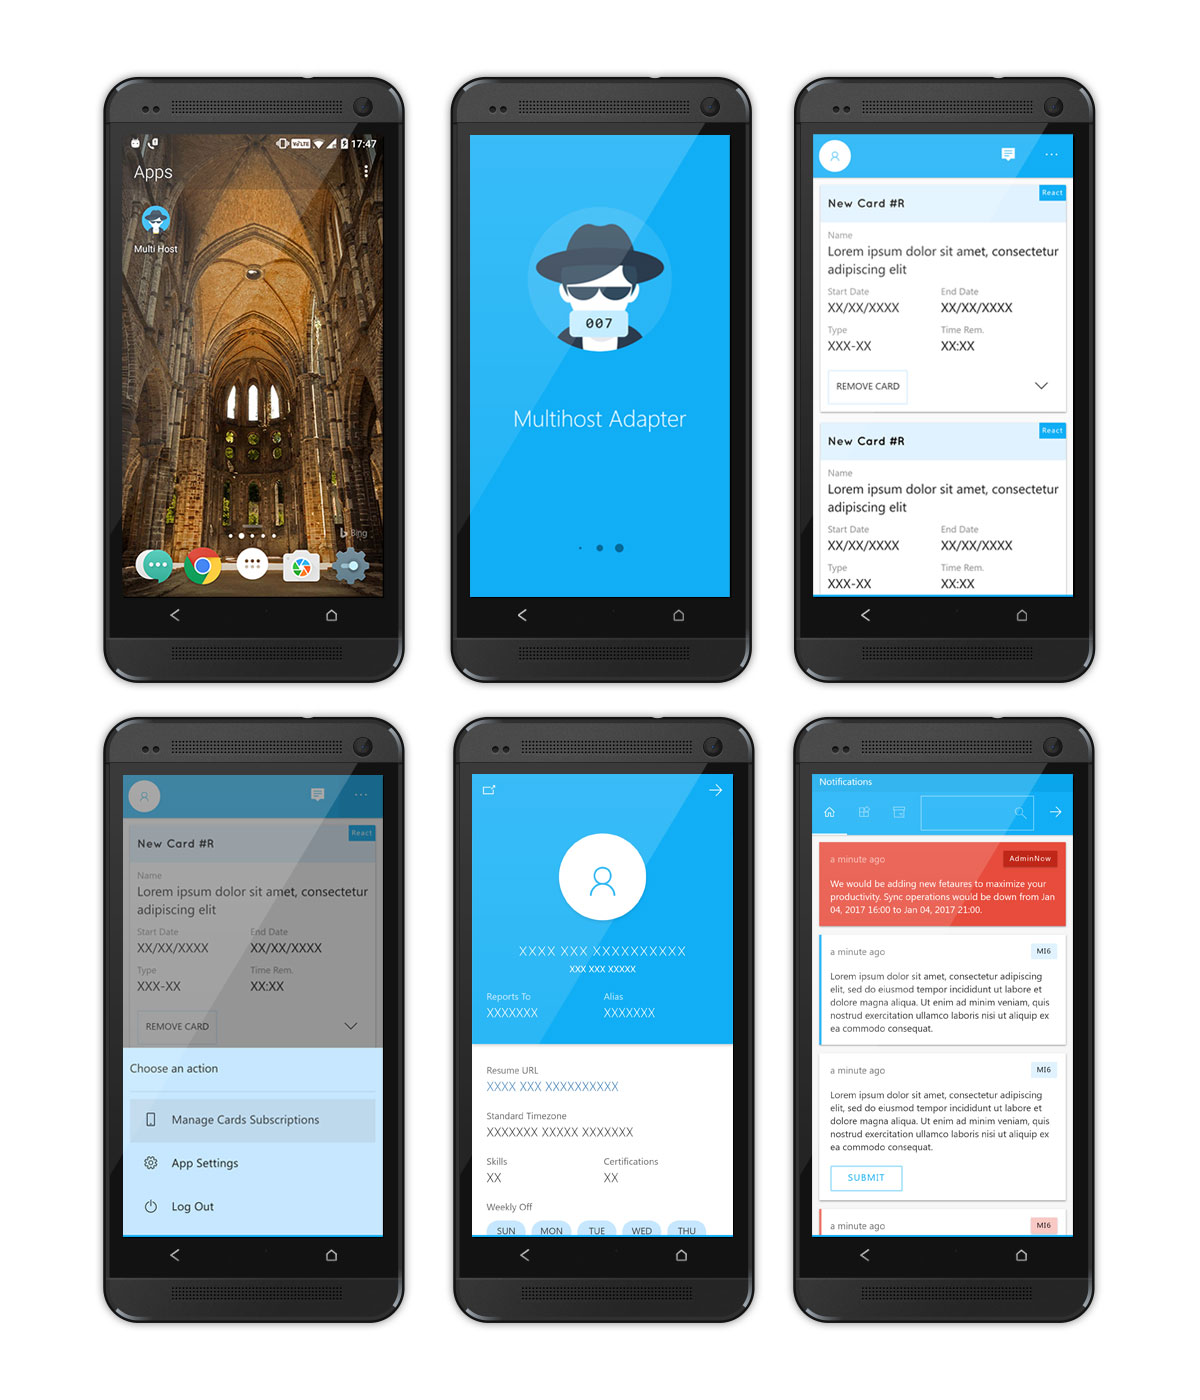 VoLTE 17:47
Apps
Multi Host
Bing
007
Multihost Adapter
React
New Card #R
Name
Lorem ipsum dolor sit amet, consectetur
adipiscing elit
Start Date End Date
XX/XX/XXXX XX/XX/XXXX
Type Time Rem.
XXX-XX XX:XX
REMOVE CARD
React
New Card #R
Name
Lorem ipsum dolor sit amet, consectetur
adipiscing elit
Start Date End Date
XX/XX/XXXX XX/XX/XXXX
Type Time Rem.
XXX-XX XX:XX
React
New Card #R
Name
Lorem ipsum dolor sit amet, consectetur
adipiscing elit
Start Date End Date
XX/XX/XXXX XX/XX/XXXX
Type Time Rem.
XXX-XX XX:XX
REMOVE CARD
Choose an action
Manage Cards Subscriptions
App Settings
Log Out
XXXX XXX XXXXXXXXXX
XXX XXX XXXXX
Reports To Alias
XXXXXXX XXXXXXX
Resume URL
XXXX XXX XXXXXXXXXX
Standard Timezone
XXXXXXX XXXXX XXXXXXX
Skills Certifications
XX XX
Weekly Off
SUN MON TUE WED THU
Notifications
a minute ago AdminNow
We would be adding new fetaures to maximize your
productivity. Sync operations would be down from Jan
04, 2017 16:00 to Jan 04, 2017 21:00.
a minute ago MI6
Lorem ipsum dolor sit amet, consectetur adipiscing
elit, sed do eiusmod tempor incididunt ut labore et
dolore magna aliqua. Ut enim ad minim veniam, quis
nostrud exercitation ullamco laboris nisi ut aliquip ex
ea commodo consequat.
a minute ago MI6
Lorem ipsum dolor sit amet, consectetur adipiscing
elit, sed do eiusmod tempor incididunt ut labore et
dolore magna aliqua. Ut enim ad minim veniam, quis
nostrud exercitation ullamco laboris nisi ut aliquip ex
ea commodo consequat.
SUBMIT
a minute ago MI6